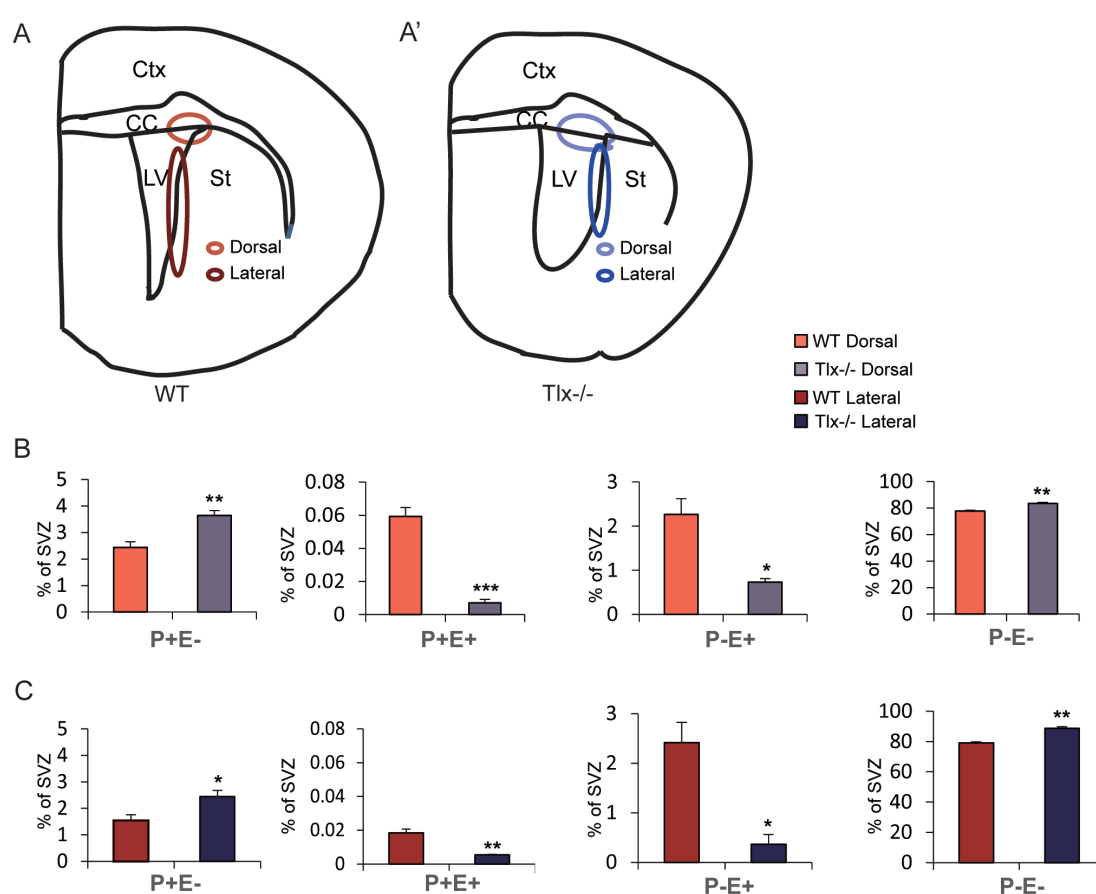 A
A'
Ctx
Ctx
CC
CC
LV
St
LV
St
Dorsal
Lateral
Dorsal
Lateral
WT
Tlx-/-
WT Dorsal
Tlx-/- Dorsal
WT Lateral
Tlx-/- Lateral
B
% of SVZ
5
4
3
2
1
0
**
P+E-
% of SVZ
0.08
0.06
0.04
0.02
0
***
P+E+
% of SVZ
3
2
1
0
*
P-E+
% of SVZ
100
80
60
40
20
0
**
P-E-
C
% of SVZ
5
4
3
2
1
0
*
P+E-
% of SVZ
0.08
0.06
0.04
0.02
0
**
P+E+
% of SVZ
3
2
1
0
*
P-E+
% of SVZ
100
80
60
40
20
0
**
P-E-